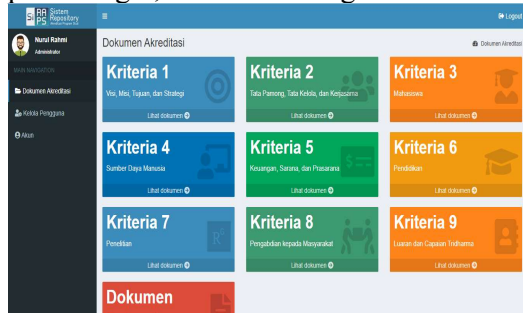 Sistem
Repository
Logout
Nurul Rahmi
Administrator
Dokumen Akreditasi
Dokumen Akreditasi
MAIN NAVIGATION
Dokumen Akreditasi
Kelola Pengguna
Akun
Kriteria 1
Visi, Misi, Tujuan, dan Strategi
Lihat dokumen
Kriteria 2
Tata Pamong, Tata Kelola, dan Kerjasama
Lihat dokumen
Kriteria 3
Mahasiswa
Lihat dokumen
Kriteria 4
Sumber Daya Manusia
Lihat dokumen
Kriteria 5
Keuangan, Sarana, dan Prasarana
Lihat dokumen
Kriteria 6
Pendidikan
Lihat dokumen
Kriteria 7
Penelitian
Lihat dokumen
Kriteria 8
Pengabdian kepada Masyarakat
Lihat dokumen
Kriteria 9
Luaran dan Capaian Tridharma
Lihat dokumen
Dokumen